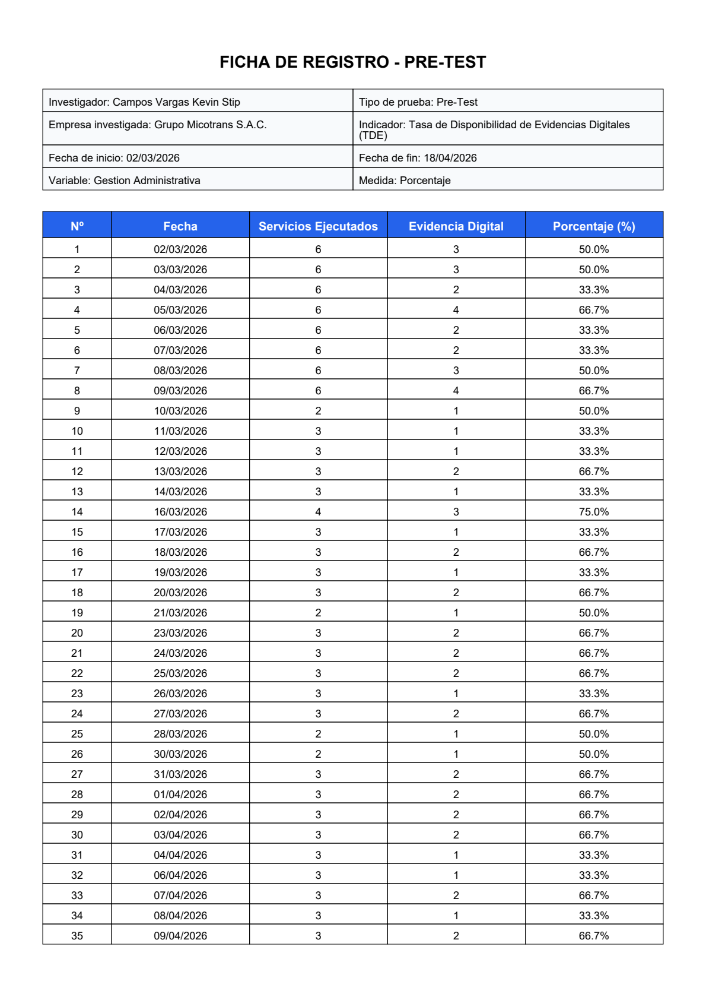 FICHA DE REGISTRO - PRE-TEST
Investigador: Campos Vargas Kevin Stip
Tipo de prueba: Pre-Test
Empresa investigada: Grupo Micotrans S.A.C.
Indicador: Tasa de Disponibilidad de Evidencias Digitales
(TDE)
Fecha de inicio: 02/03/2026
Fecha de fin: 18/04/2026
Variable: Gestion Administrativa
Medida: Porcentaje
Nº Fecha Servicios Ejecutados Evidencia Digital Porcentaje (%)
1 02/03/2026 6 3 50.0%
2 03/03/2026 6 3 50.0%
3 04/03/2026 6 2 33.3%
4 05/03/2026 6 4 66.7%
5 06/03/2026 6 2 33.3%
6 07/03/2026 6 2 33.3%
7 08/03/2026 6 3 50.0%
8 09/03/2026 6 4 66.7%
9 10/03/2026 2 1 50.0%
10 11/03/2026 3 1 33.3%
11 12/03/2026 3 1 33.3%
12 13/03/2026 3 2 66.7%
13 14/03/2026 3 1 33.3%
14 16/03/2026 4 3 75.0%
15 17/03/2026 3 1 33.3%
16 18/03/2026 3 2 66.7%
17 19/03/2026 3 1 33.3%
18 20/03/2026 3 2 66.7%
19 21/03/2026 2 1 50.0%
20 23/03/2026 3 2 66.7%
21 24/03/2026 3 2 66.7%
22 25/03/2026 3 2 66.7%
23 26/03/2026 3 1 33.3%
24 27/03/2026 3 2 66.7%
25 28/03/2026 2 1 50.0%
26 30/03/2026 2 1 50.0%
27 31/03/2026 3 2 66.7%
28 01/04/2026 3 2 66.7%
29 02/04/2026 3 2 66.7%
30 03/04/2026 3 2 66.7%
31 04/04/2026 3 1 33.3%
32 06/04/2026 3 1 33.3%
33 07/04/2026 3 2 66.7%
34 08/04/2026 3 1 33.3%
35 09/04/2026 3 2 66.7%